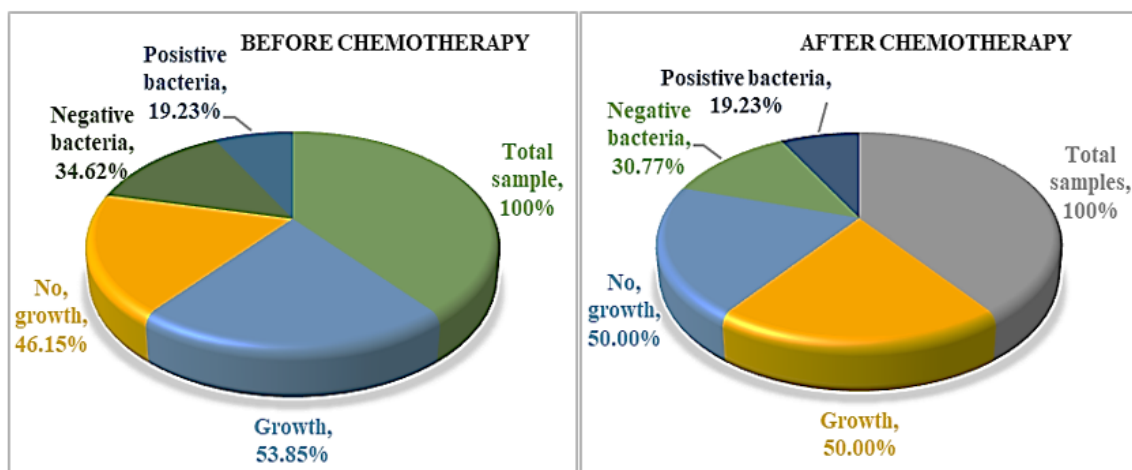 BEFORE CHEMOTHERAPY
Posistive
bacteria,
19.23%
Negative
bacteria,
34.62%
Total
sample,
100%
No,
growth,
46.15%
Growth,
53.85%
AFTER CHEMOTHERAPY
Posistive bacteria,
19.23%
Negative
bacteria,
30.77%
Total
samples,
100%
No,
growth,
50.00%
Growth,
50.00%